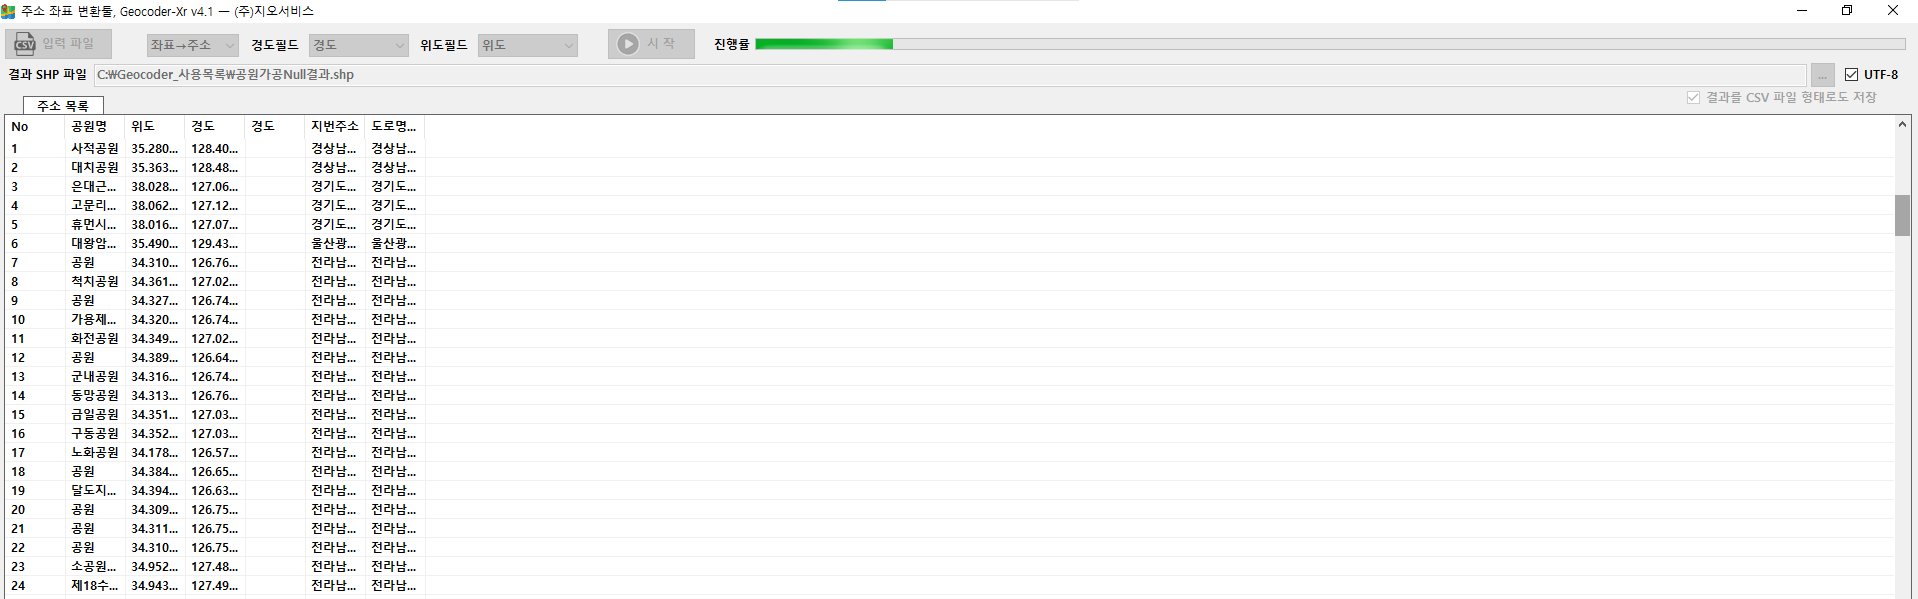 주소 좌표 변환툴, Geocoder-Xr v4.1 — (주)지오서비스
CSV 입력 파일 좌표→주소 경도필드 경도 위도필드 위도 시 작 진행률
결과 SHP 파일 C:₩Geocoder_사용목록₩공원가공Null결과.shp ... UTF-8
결과를 CSV 파일 형태로도 저장
주소 목록
No 공원명 위도 경도 경도 지번주소 도로명...
1 사적공원 35.280... 128.40... 경상남... 경상남...
2 대치공원 35.363... 128.48... 경상남... 경상남...
3 은대근... 38.028... 127.06... 경기도... 경기도...
4 고문리... 38.062... 127.12... 경기도... 경기도...
5 휴먼시... 38.016... 127.07... 경기도... 경기도...
6 대왕암... 35.490... 129.43... 울산광... 울산광...
7 공원 34.310... 126.76... 전라남... 전라남...
8 척치공원 34.361... 127.02... 전라남... 전라남...
9 공원 34.327... 126.74... 전라남... 전라남...
10 가용제... 34.320... 126.74... 전라남... 전라남...
11 화전공원 34.349... 127.02... 전라남... 전라남...
12 공원 34.389... 126.64... 전라남... 전라남...
13 군내공원 34.316... 126.74... 전라남... 전라남...
14 동망공원 34.313... 126.76... 전라남... 전라남...
15 금일공원 34.351... 127.03... 전라남... 전라남...
16 구동공원 34.352... 127.03... 전라남... 전라남...
17 노화공원 34.178... 126.57... 전라남... 전라남...
18 공원 34.384... 126.65... 전라남... 전라남...
19 달도지... 34.394... 126.63... 전라남... 전라남...
20 공원 34.309... 126.75... 전라남... 전라남...
21 공원 34.311... 126.75... 전라남... 전라남...
22 공원 34.310... 126.75... 전라남... 전라남...
23 소공원... 34.952... 127.48... 전라남... 전라남...
24 제18수... 34.943... 127.49... 전라남... 전라남...